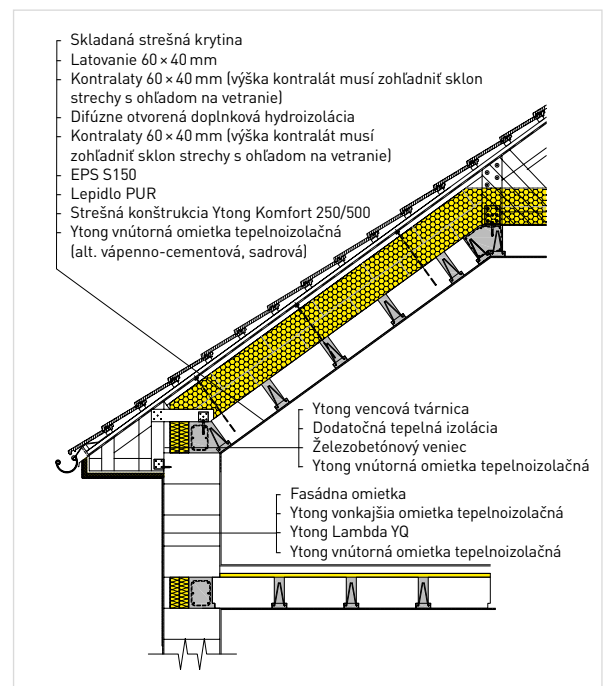 Skladaná strešná krytina
Latovanie 60 × 40 mm
Kontralaty 60 × 40 mm (výška kontralát musí zohľadniť sklon
strechy s ohľadom na vetranie)
Difúzne otvorená doplnková hydroizolácia
Kontralaty 60 × 40 mm (výška kontralát musí
zohľadniť sklon strechy s ohľadom na vetranie)
EPS S150
Lepidlo PUR
Strešná konštrukcia Ytong Komfort 250/500
Ytong vnútorná omietka tepelnoizolačná
(alt. vápenno-cementová, sadrová)
Ytong vencová tvárnica
Dodatočná tepelná izolácia
Železobetónový veniec
Ytong vnútorná omietka tepelnoizolačná
Fasádna omietka
Ytong vonkajšia omietka tepelnoizolačná
Ytong Lambda YQ
Ytong vnútorná omietka tepelnoizolačná